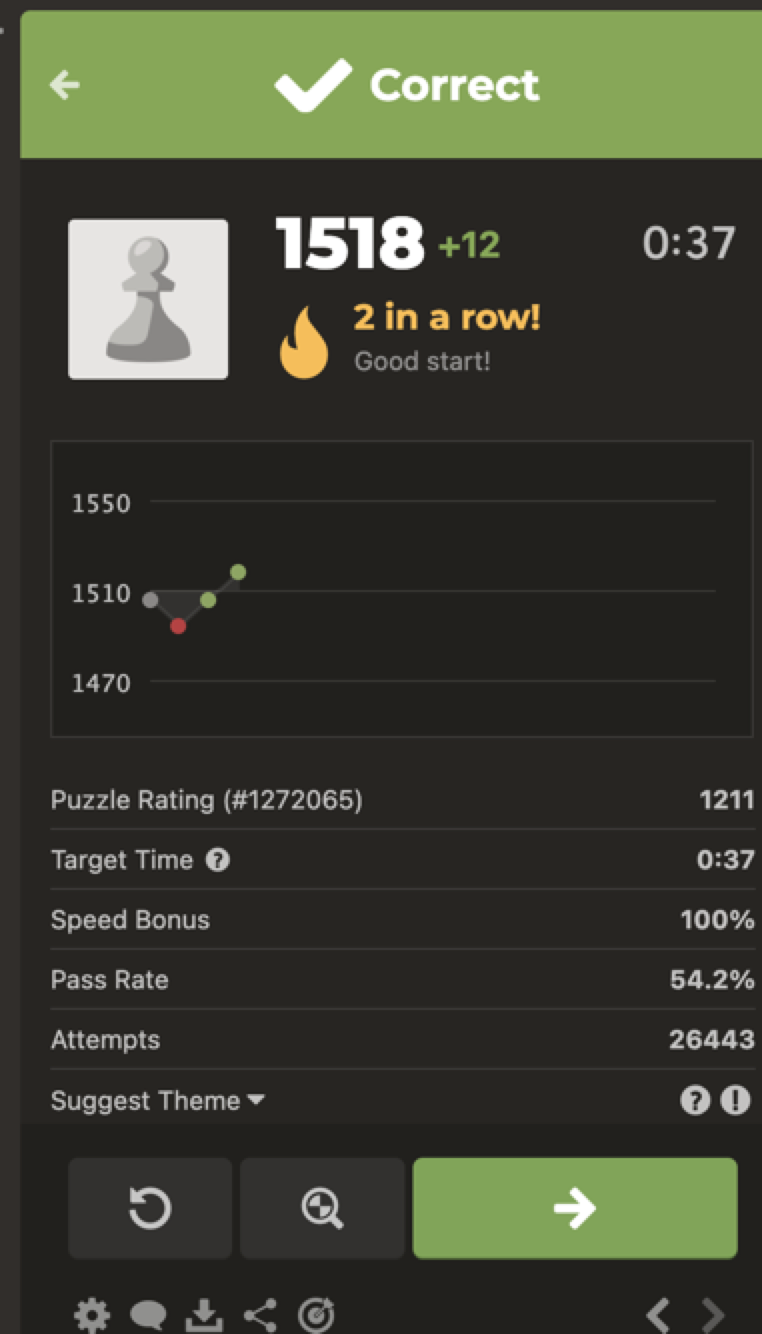 Correct
1518 +12 0:37
2 in a row!
Good start!
1550
1510
1470
Puzzle Rating (#1272065) 1211
Target Time ? 0:37
Speed Bonus 100%
Pass Rate 54.2%
Attempts 26443
Suggest Theme ? !